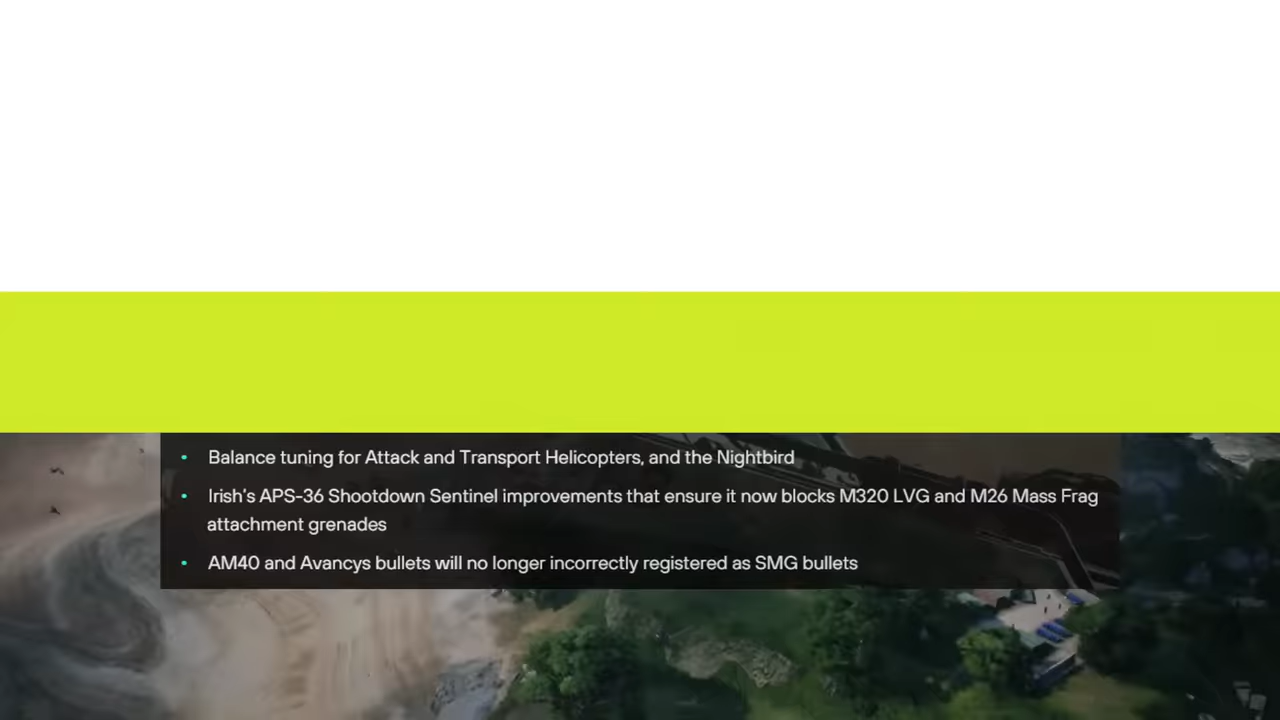 Balance tuning for Attack and Transport Helicopters, and the Nightbird
Irish's APS-36 Shootdown Sentinel improvements that ensure it now blocks M320 LVG and M26 Mass Frag
attachment grenades
AM40 and Avancys bullets will no longer incorrectly registered as SMG bullets